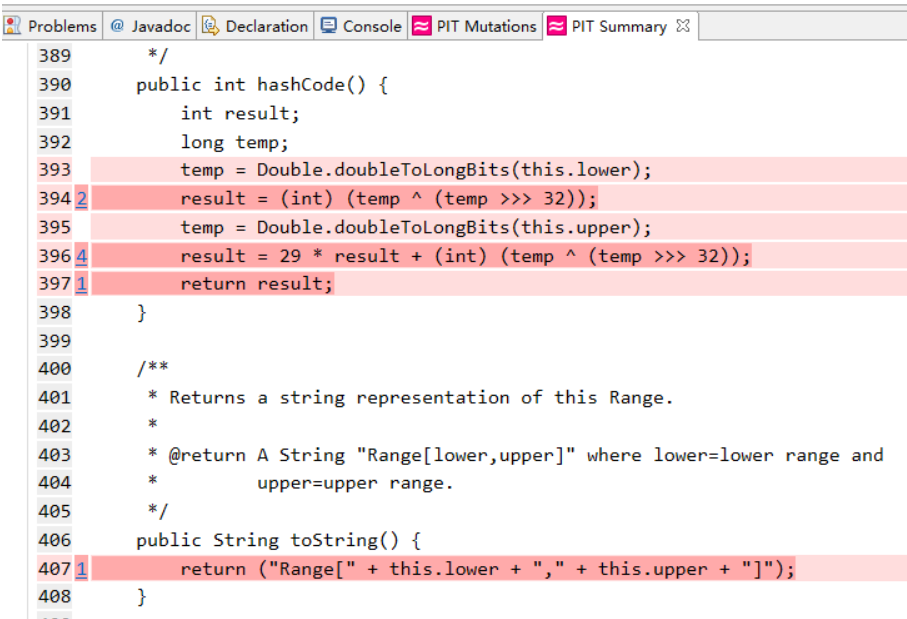 Problems @ Javadoc Declaration Console PIT Mutations PIT Summary
389 */
390 public int hashCode() {
391 int result;
392 long temp;
393 temp = Double.doubleToLongBits(this.lower);
394 2 result = (int) (temp ^ (temp >>> 32));
395 temp = Double.doubleToLongBits(this.upper);
396 4 result = 29 * result + (int) (temp ^ (temp >>> 32));
397 1 return result;
398 }
399
400 /**
401 * Returns a string representation of this Range.
402 *
403 * @return A String "Range[lower,upper]" where lower=lower range and
404 * upper=upper range.
405 */
406 public String toString() {
407 1 return ("Range[" + this.lower + "," + this.upper + "]");
408 }